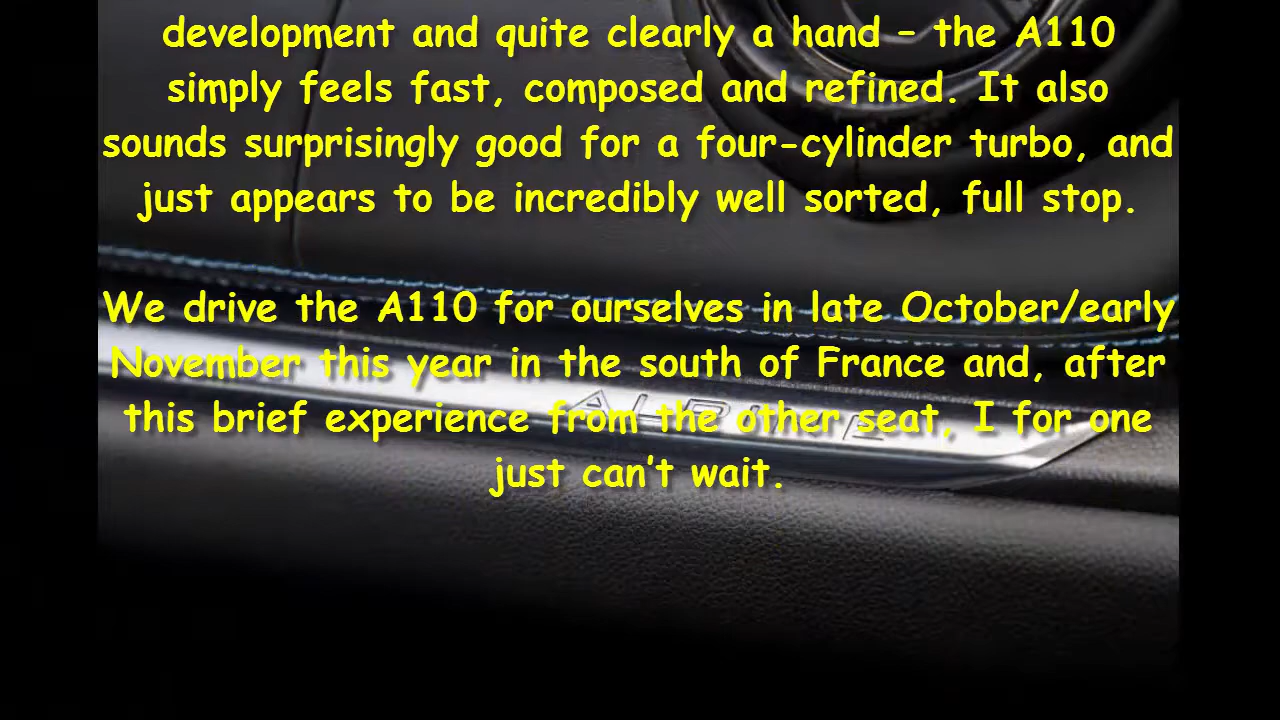 development and quite clearly a hand – the A110
simply feels fast, composed and refined. It also
sounds surprisingly good for a four-cylinder turbo, and
just appears to be incredibly well sorted, full stop.
We drive the A110 for ourselves in late October/early
November this year in the south of France and, after
this brief experience from the other seat, I for one
just can't wait.
ALPINE